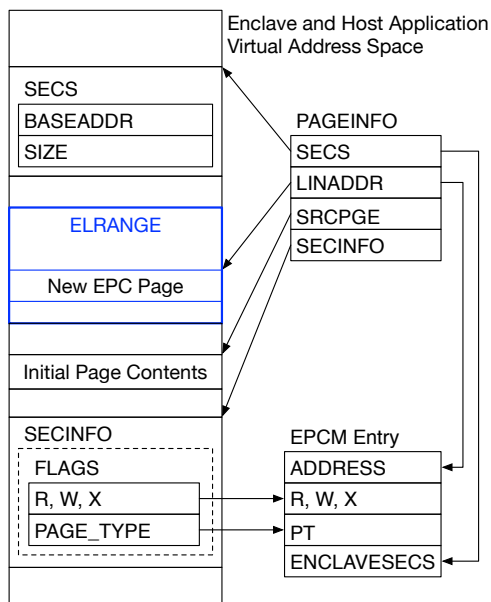 Enclave and Host Application
Virtual Address Space
SECS
BASEADDR
SIZE
ELRANGE
New EPC Page
Initial Page Contents
SECINFO
FLAGS
R, W, X
PAGE_TYPE
PAGEINFO
SECS
LINADDR
SRCPGE
SECINFO
EPCM Entry
ADDRESS
R, W, X
PT
ENCLAVESECS